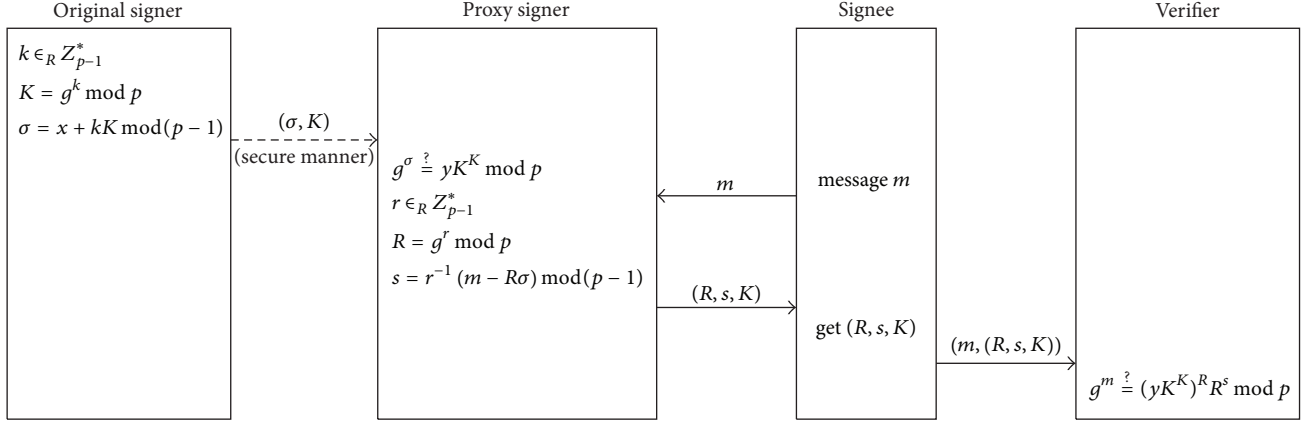 Original signer
k ∈_R Z*_{p−1}
K = g^k mod p
σ = x + kK mod(p − 1)
(σ, K)
(secure manner)
Proxy signer
g^σ ≟ yK^K mod p
r ∈_R Z*_{p−1}
R = g^r mod p
s = r^{−1} (m − Rσ) mod(p − 1)
m
(R, s, K)
Signee
message m
get (R, s, K)
(m, (R, s, K))
Verifier
g^m ≟ (yK^K)^R R^s mod p